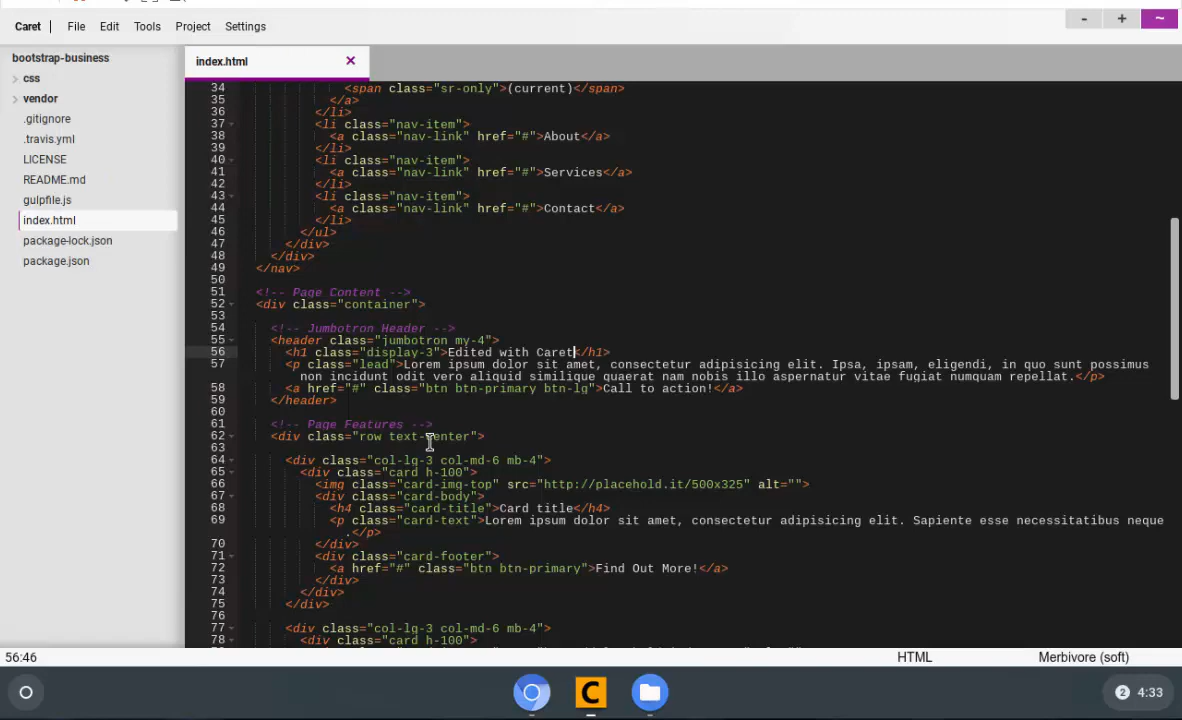 Caret File Edit Tools Project Settings - + ~
bootstrap-business
css
vendor
.gitignore
.travis.yml
LICENSE
README.md
gulpfile.js
index.html
package-lock.json
package.json
index.html ×
34 <span class="sr-only">(current)</span>
35 </a>
36 </li>
37 <li class="nav-item">
38 <a class="nav-link" href="#">About</a>
39 </li>
40 <li class="nav-item">
41 <a class="nav-link" href="#">Services</a>
42 </li>
43 <li class="nav-item">
44 <a class="nav-link" href="#">Contact</a>
45 </li>
46 </ul>
47 </div>
48 </div>
49 </nav>
50
51 <!-- Page Content -->
52 <div class="container">
53
54 <!-- Jumbotron Header -->
55 <header class="jumbotron my-4">
56 <h1 class="display-3">Edited with Caret</h1>
57 <p class="lead">Lorem ipsum dolor sit amet, consectetur adipisicing elit. Ipsa, ipsam, eligendi, in quo sunt possimus
non incidunt odit vero aliquid similique quaerat nam nobis illo aspernatur vitae fugiat numquam repellat.</p>
58 <a href="#" class="btn btn-primary btn-lg">Call to action!</a>
59 </header>
60
61 <!-- Page Features -->
62 <div class="row text-center">
63
64 <div class="col-lg-3 col-md-6 mb-4">
65 <div class="card h-100">
66 <img class="card-img-top" src="http://placehold.it/500x325" alt="">
67 <div class="card-body">
68 <h4 class="card-title">Card title</h4>
69 <p class="card-text">Lorem ipsum dolor sit amet, consectetur adipisicing elit. Sapiente esse necessitatibus neque
.</p>
70 </div>
71 <div class="card-footer">
72 <a href="#" class="btn btn-primary">Find Out More!</a>
73 </div>
74 </div>
75 </div>
76
77 <div class="col-lg-3 col-md-6 mb-4">
78 <div class="card h-100">
56:46 HTML Merbivore (soft)
C 2 4:33